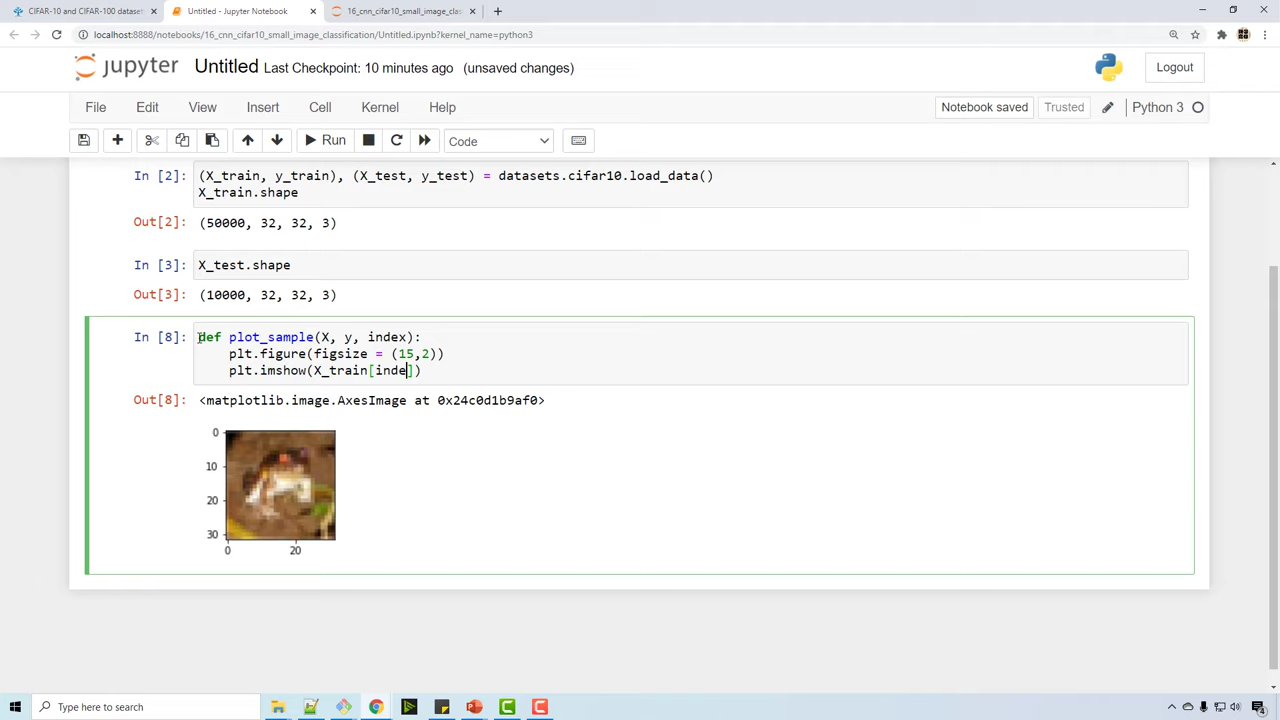 CIFAR-10 and CIFAR-100 dataset
Untitled - Jupyter Notebook
16_cnn_cifar10_small_image_clas
localhost:8888/notebooks/16_cnn_cifar10_small_image_classification/Untitled.ipynb?kernel_name=python3
jupyter Untitled Last Checkpoint: 10 minutes ago (unsaved changes)
Logout
File Edit View Insert Cell Kernel Help
Notebook saved Trusted Python 3
Run Code
In [2]: (X_train, y_train), (X_test, y_test) = datasets.cifar10.load_data()
X_train.shape
Out[2]: (50000, 32, 32, 3)
In [3]: X_test.shape
Out[3]: (10000, 32, 32, 3)
In [8]: def plot_sample(X, y, index):
plt.figure(figsize = (15,2))
plt.imshow(X_train[inde])
Out[8]: <matplotlib.image.AxesImage at 0x24c0d1b9af0>
0
10
20
30
0 20
Type here to search
4